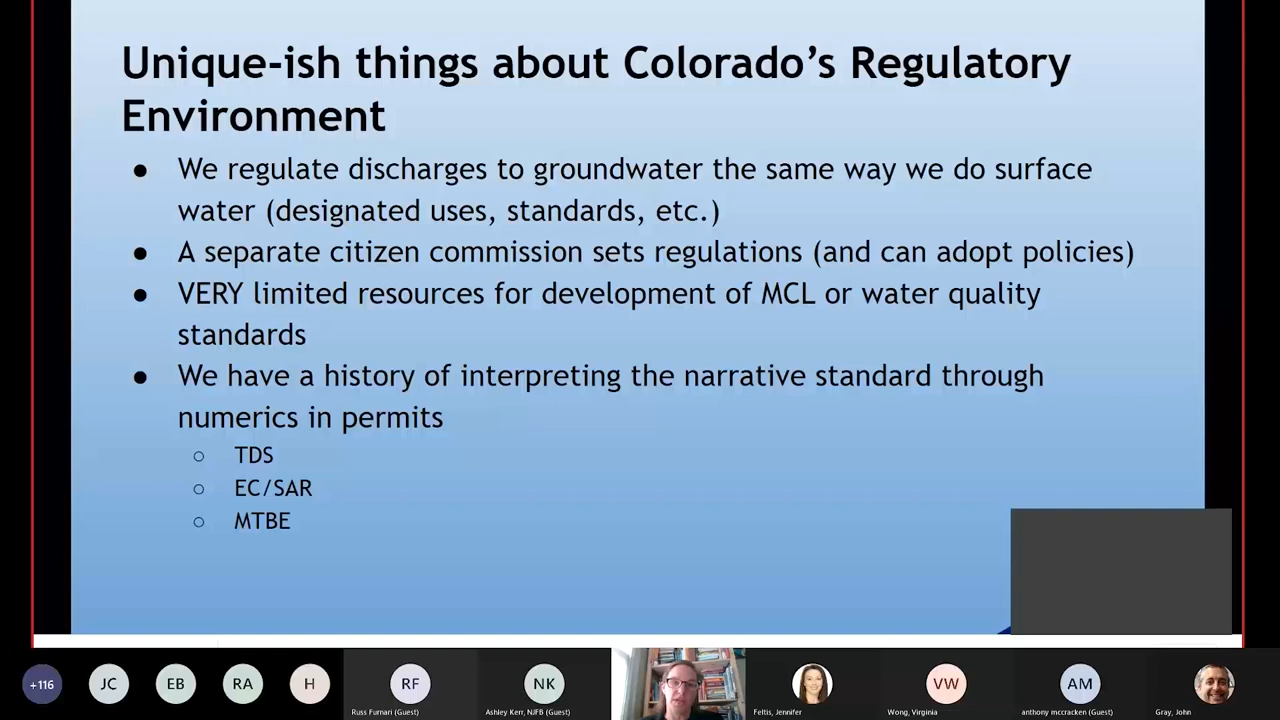 Unique-ish things about Colorado's Regulatory
Environment
● We regulate discharges to groundwater the same way we do surface
water (designated uses, standards, etc.)
● A separate citizen commission sets regulations (and can adopt policies)
● VERY limited resources for development of MCL or water quality
standards
● We have a history of interpreting the narrative standard through
numerics in permits
○ TDS
○ EC/SAR
○ MTBE
+116 JC EB RA H RF NK VW AM
Russ Furnari (Guest) Ashley Kerr, NJFB (Guest) Feltis, Jennifer Wong, Virginia anthony mccracken (Guest) Gray, John